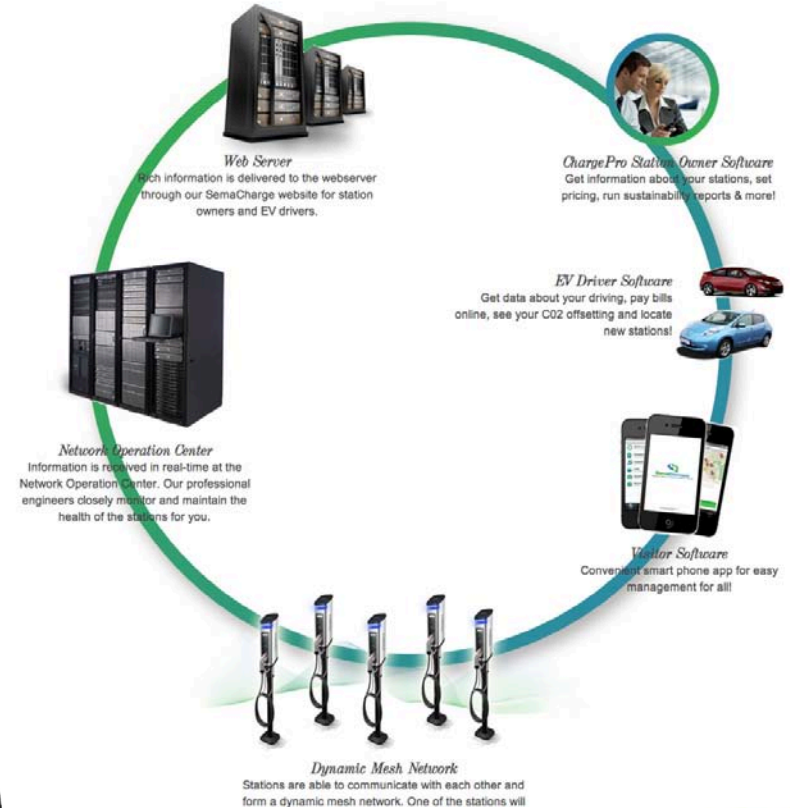 Web Server
Rich information is delivered to the webserver
through our SemaCharge website for station
owners and EV drivers.
ChargePro Station Owner Software
Get information about your stations, set
pricing, run sustainability reports & more!
EV Driver Software
Get data about your driving, pay bills
online, see your C02 offsetting and locate
new stations!
Network Operation Center
Information is received in real-time at the
Network Operation Center. Our professional
engineers closely monitor and maintain the
health of the stations for you.
Visitor Software
Convenient smart phone app for easy
management for all!
Dynamic Mesh Network
Stations are able to communicate with each other and
form a dynamic mesh network. One of the stations will